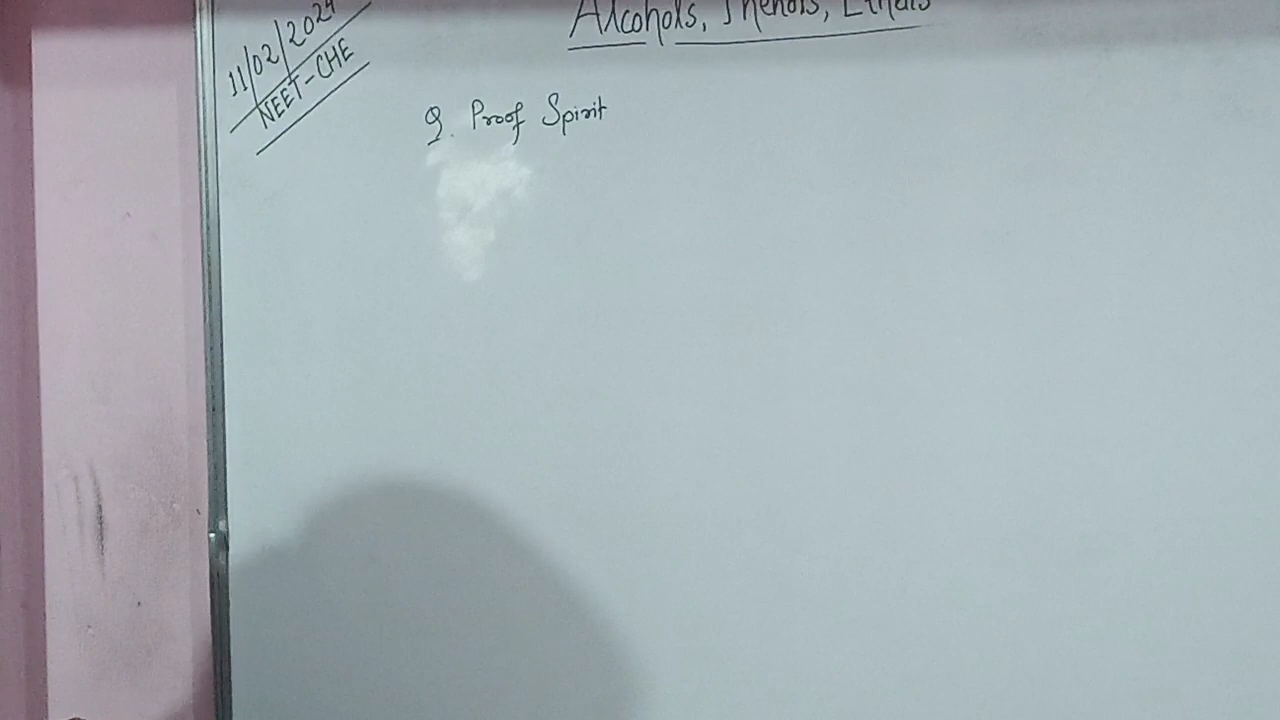 11/02/2024
NEET-CHE
Alcohols, Phenols, Ethers
Q. Proof Spirit